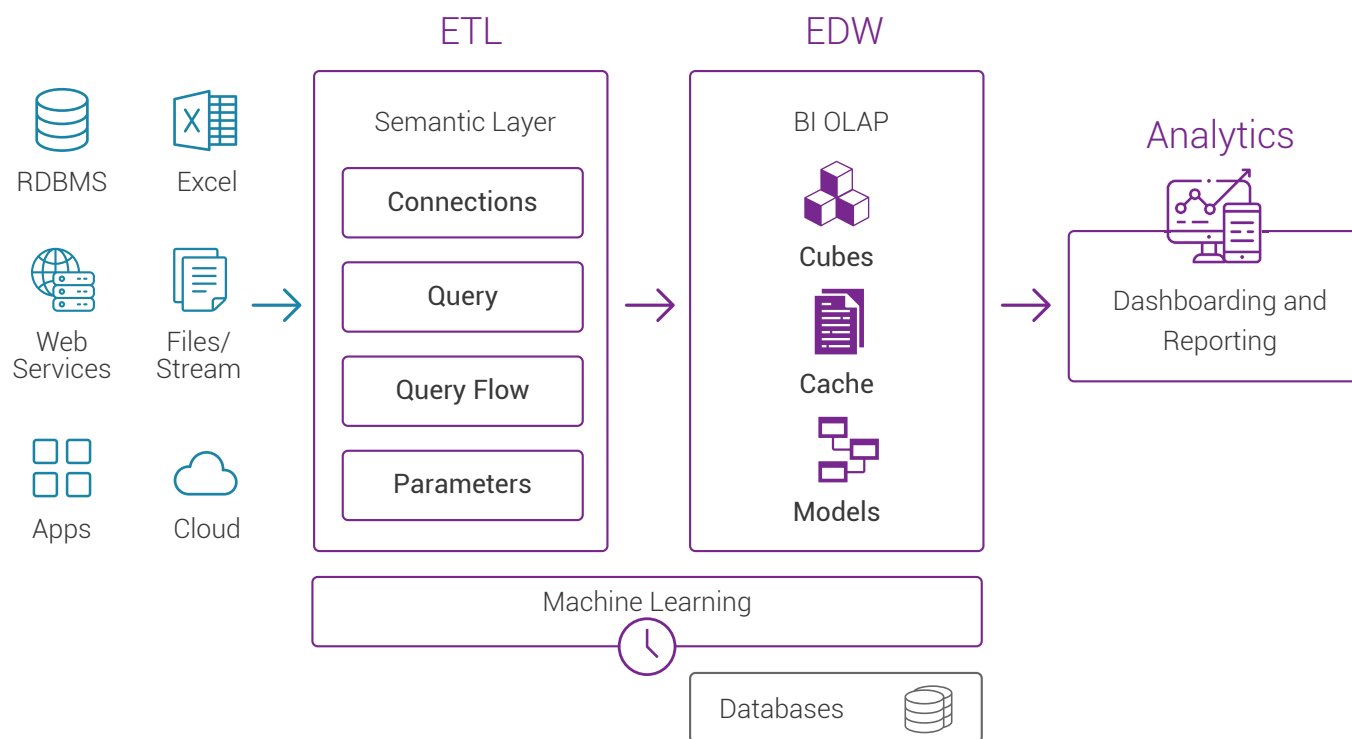 ETL
EDW
Analytics
RDBMS
Excel
Web
Services
Files/
Stream
Apps
Cloud
Semantic Layer
Connections
Query
Query Flow
Parameters
BI OLAP
Cubes
Cache
Models
Dashboarding and
Reporting
Machine Learning
Databases